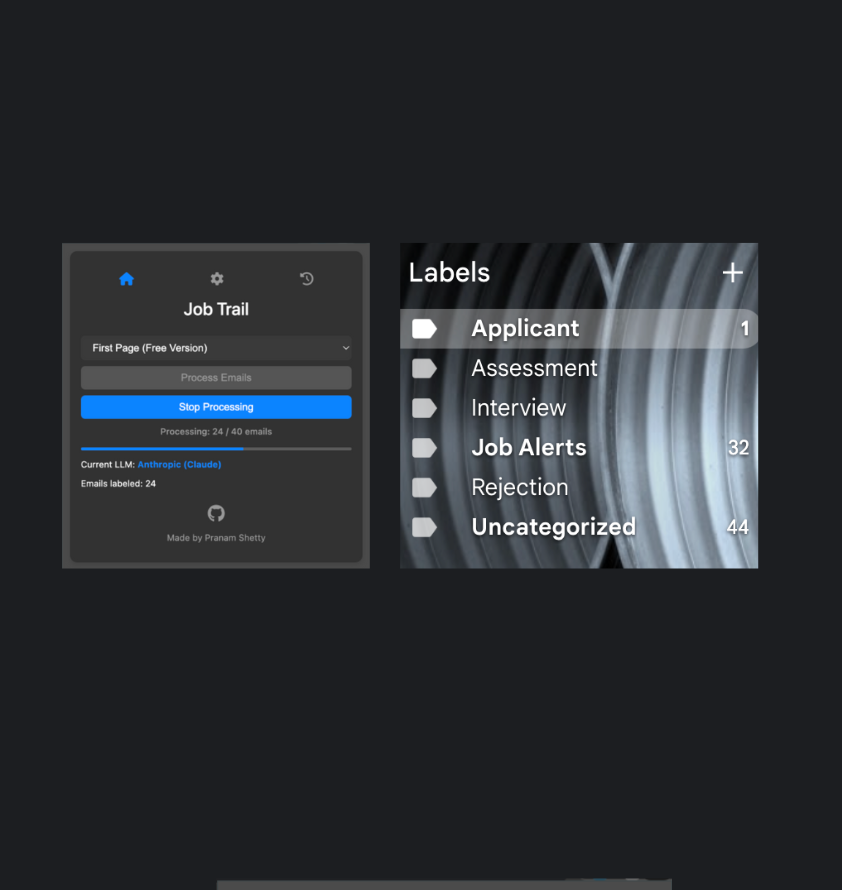 Job Trail
First Page (Free Version)
Process Emails
Stop Processing
Processing: 24 / 40 emails
Current LLM: Anthropic (Claude)
Emails labeled: 24
Made by Pranam Shetty
Labels
Applicant 1
Assessment
Interview
Job Alerts 32
Rejection
Uncategorized 44